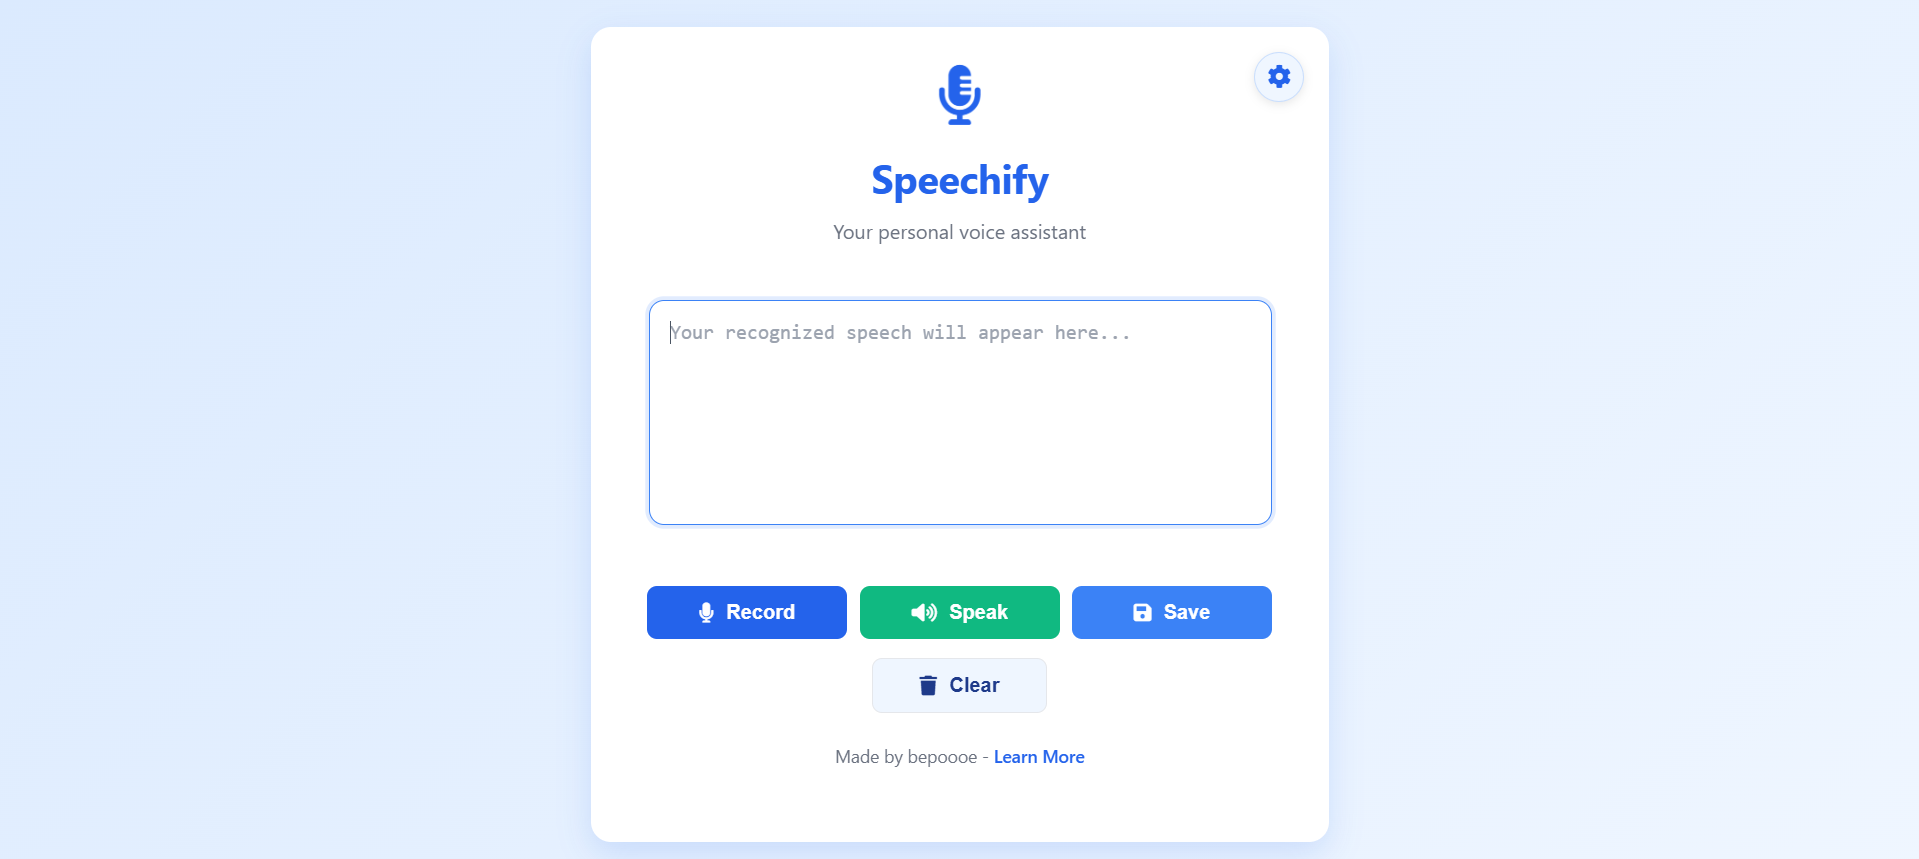 Speechify
Your personal voice assistant
Your recognized speech will appear here...
Record
Speak
Save
Clear
Made by bepoooe - Learn More